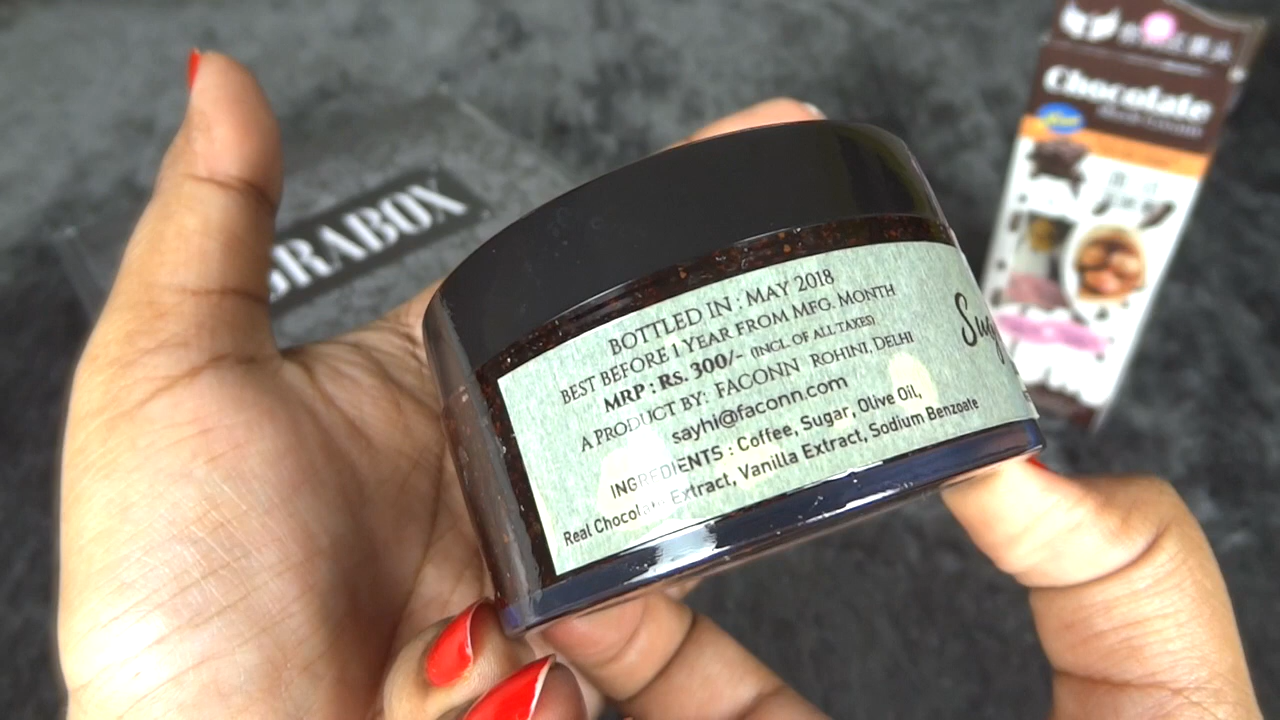 BOTTLED IN : MAY 2018
BEST BEFORE 1 YEAR FROM MFG. MONTH
MRP : RS. 300/- (INCL. OF ALL TAXES)
A PRODUCT BY: FACONN ROHINI, DELHI
sayhi@faconn.com
INGREDIENTS : Coffee, Sugar, Olive Oil,
Real Chocolate Extract, Vanilla Extract, Sodium Benzoate
Sug
RABOX
Chocolate